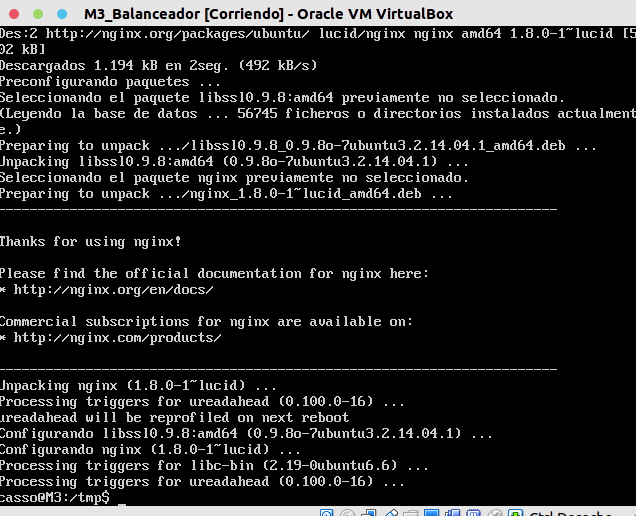 M3_Balanceador [Corriendo] - Oracle VM VirtualBox
Des:2 http://nginx.org/packages/ubuntu/ lucid/nginx nginx amd64 1.8.0-1~lucid [5
02 kB]
Descargados 1.194 kB en 2seg. (492 kB/s)
Preconfigurando paquetes ...
Seleccionando el paquete libssl0.9.8:amd64 previamente no seleccionado.
(Leyendo la base de datos ... 56745 ficheros o directorios instalados actualment
e.)
Preparing to unpack .../libssl0.9.8_0.9.8o-7ubuntu3.2.14.04.1_amd64.deb ...
Unpacking libssl0.9.8:amd64 (0.9.8o-7ubuntu3.2.14.04.1) ...
Seleccionando el paquete nginx previamente no seleccionado.
Preparing to unpack .../nginx_1.8.0-1~lucid_amd64.deb ...
----------------------------------------------------------------------
Thanks for using nginx!
Please find the official documentation for nginx here:
* http://nginx.org/en/docs/
Commercial subscriptions for nginx are available on:
* http://nginx.com/products/
----------------------------------------------------------------------
Unpacking nginx (1.8.0-1~lucid) ...
Processing triggers for ureadahead (0.100.0-16) ...
ureadahead will be reprofiled on next reboot
Configurando libssl0.9.8:amd64 (0.9.8o-7ubuntu3.2.14.04.1) ...
Configurando nginx (1.8.0-1~lucid) ...
Processing triggers for libc-bin (2.19-0ubuntu6.6) ...
Processing triggers for ureadahead (0.100.0-16) ...
casso@M3:/tmp$ _
Ctrl Derecho